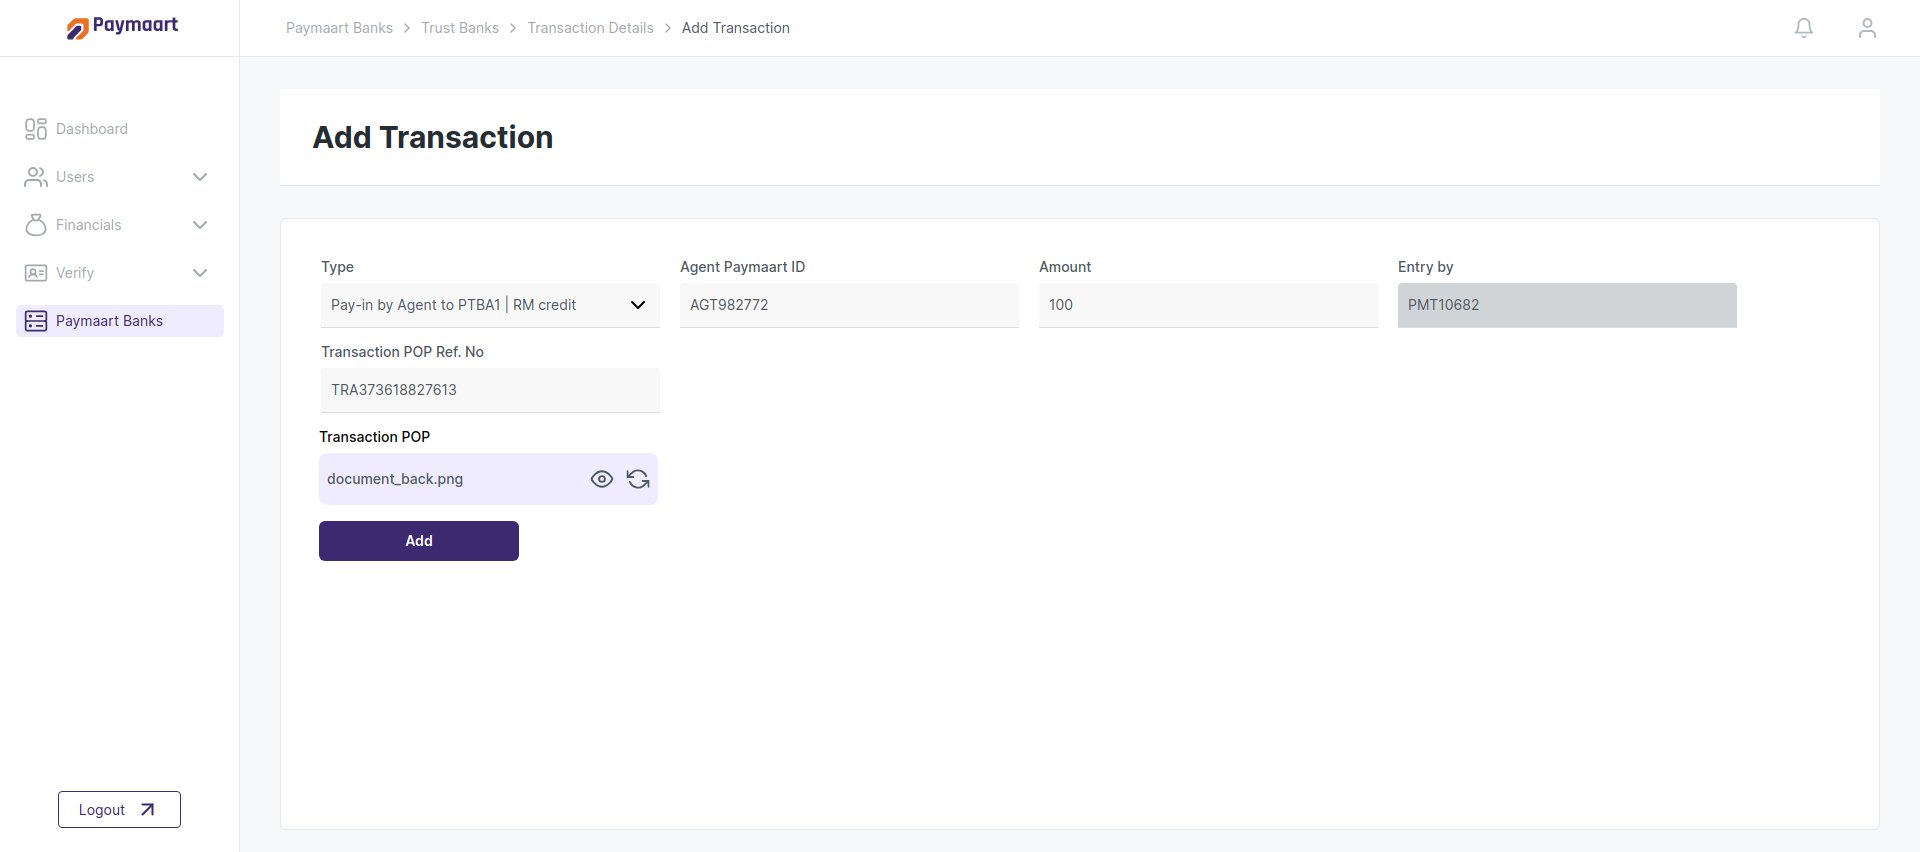 Paymaart
Paymaart Banks > Trust Banks > Transaction Details > Add Transaction
Dashboard
Users
Financials
Verify
Paymaart Banks
Logout
Add Transaction
Type
Pay-in by Agent to PTBA1 | RM credit
Agent Paymaart ID
AGT982772
Amount
100
Entry by
PMT10682
Transaction POP Ref. No
TRA373618827613
Transaction POP
document_back.png
Add